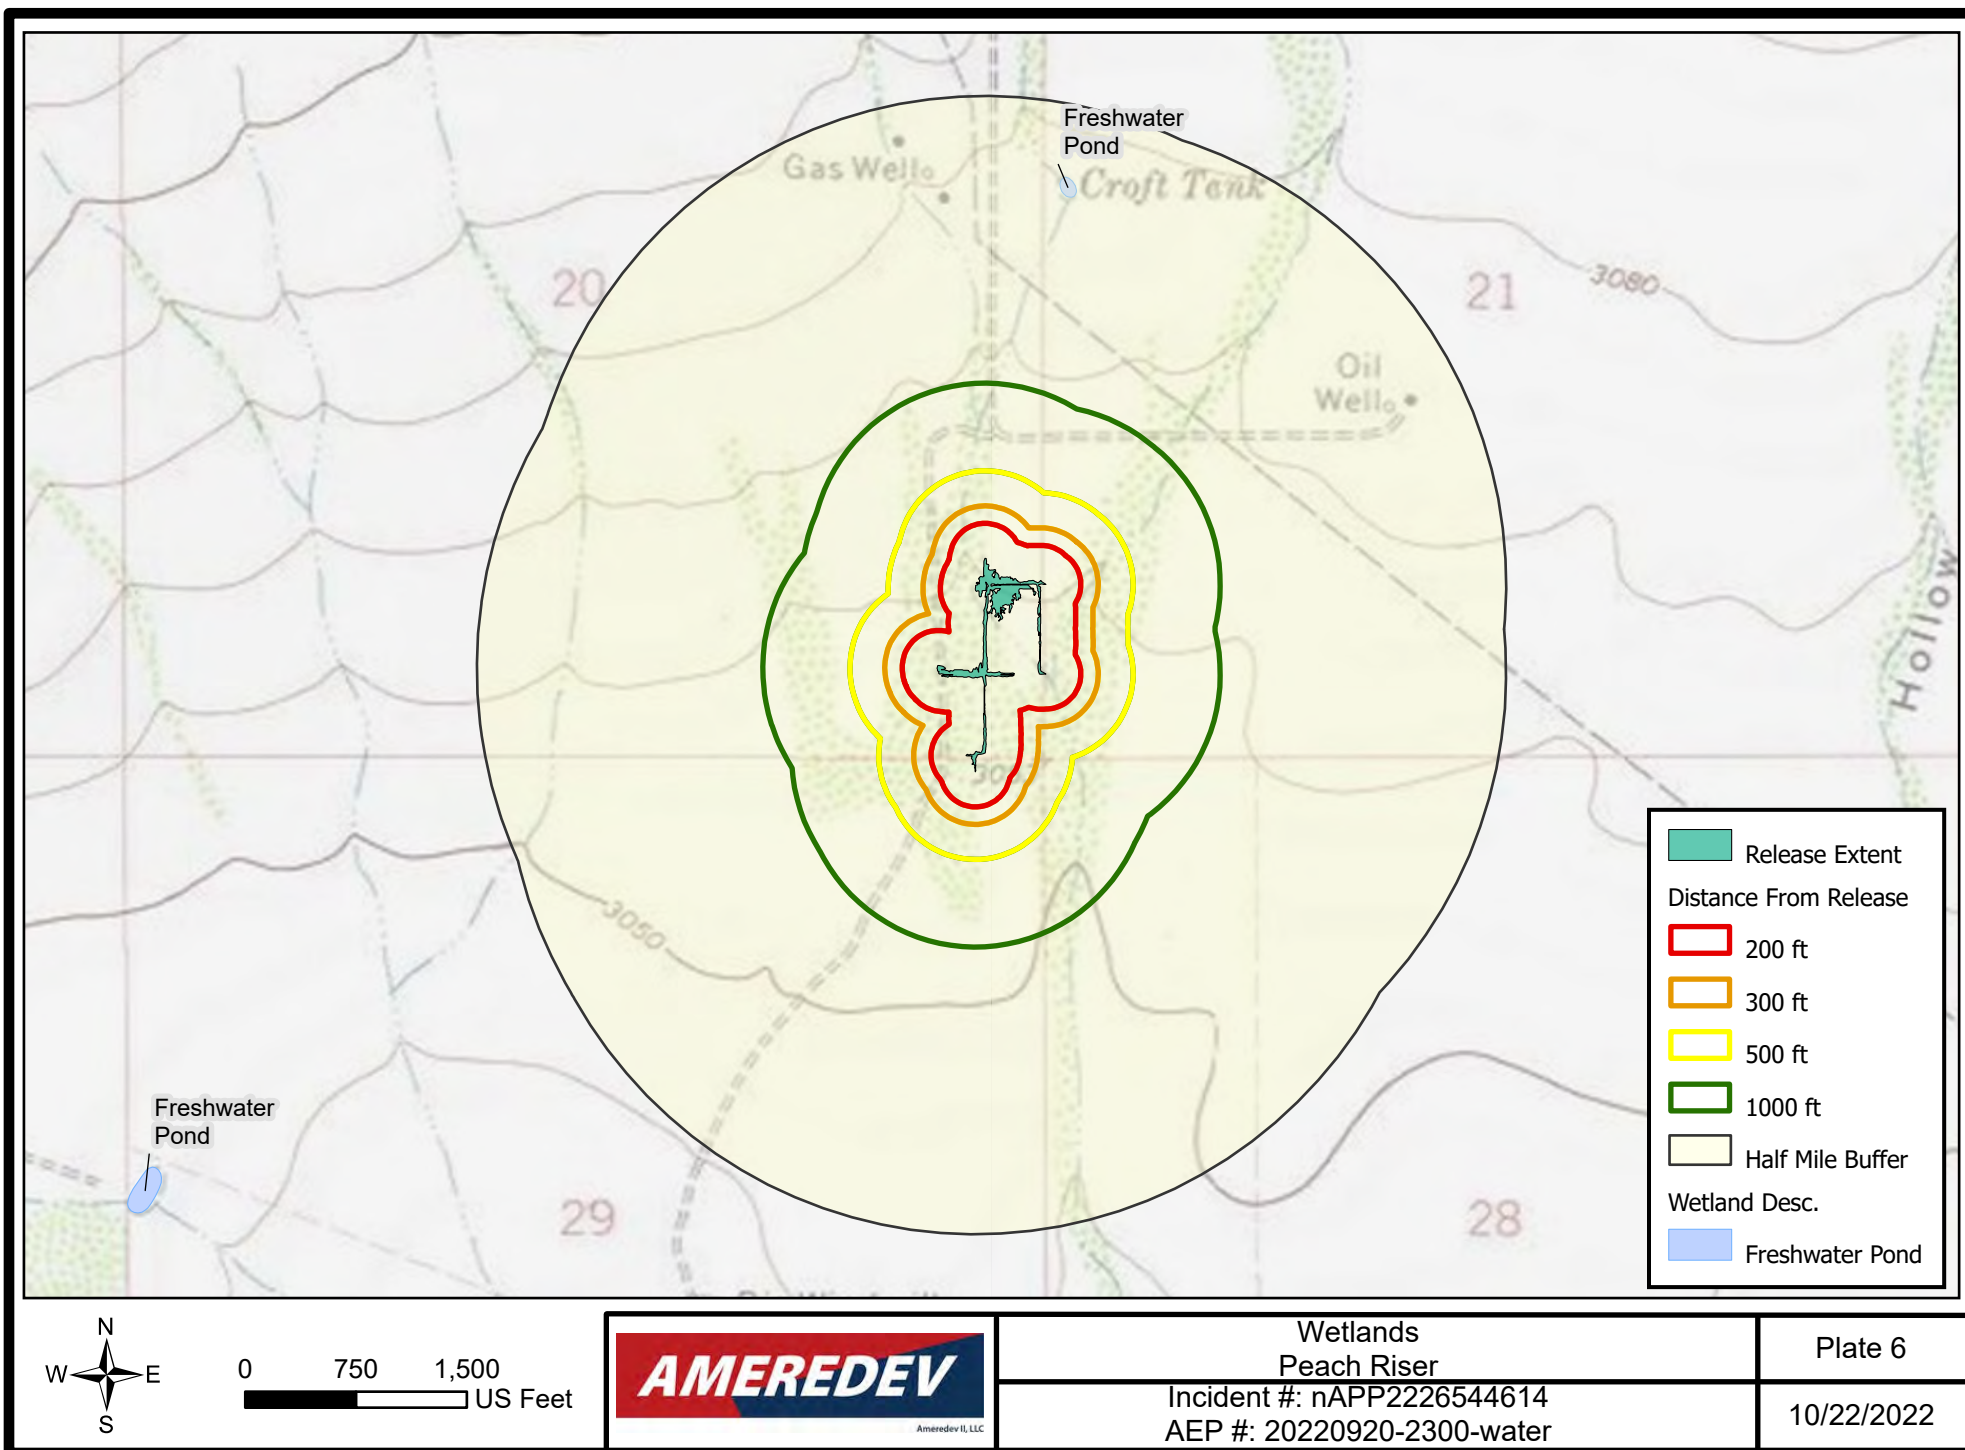 Freshwater
Pond
Gas Well
Croft Tank
20
21
3080
Oil
Well
Hollow
3050
Freshwater
Pond
29
28
Release Extent
Distance From Release
200 ft
300 ft
500 ft
1000 ft
Half Mile Buffer
Wetland Desc.
Freshwater Pond
N
W E
S
0 750 1,500
US Feet
AMEREDEV
Ameredev II, LLC
Wetlands
Peach Riser
Incident #: nAPP2226544614
AEP #: 20220920-2300-water
Plate 6
10/22/2022